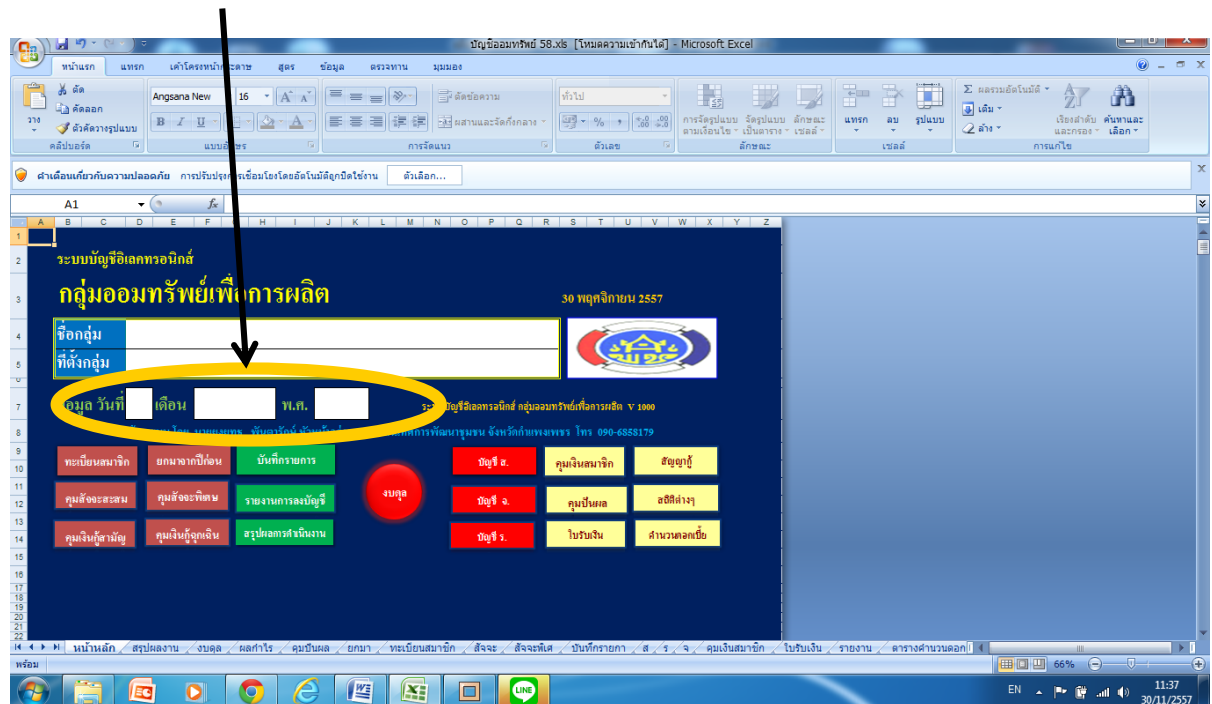 บัญชีออมทรัพย์ 58.xls [โหมดความเข้ากันได้] - Microsoft Excel
หน้าแรก แทรก เค้าโครงหน้ากระดาษ สูตร ข้อมูล ตรวจทาน มุมมอง
วาง
ตัด
คัดลอก
ตัวคัดวางรูปแบบ
คลิปบอร์ด
Angsana New 16
B I U
แบบอักษร
ตัดข้อความ
ผสานและจัดกึ่งกลาง
การจัดแนว
ทั่วไป
ตัวเลข
การจัดรูปแบบ ตามเงื่อนไข
จัดรูปแบบ เป็นตาราง
ลักษณะ เซลล์
ลักษณะ
แทรก ลบ รูปแบบ
เซลล์
Σ ผลรวมอัตโนมัติ
เติม
ล้าง
เรียงลำดับ และกรอง
ค้นหาและ เลือก
การแก้ไข
คำเตือนเกี่ยวกับความปลอดภัย การปรับปรุงการเชื่อมโยงโดยอัตโนมัติถูกปิดใช้งาน ตัวเลือก...
A1 fx
A B C D E F H I J K L M N O P Q R S T U V W X Y Z
ระบบบัญชีอิเลคทรอนิกส์
กลุ่มออมทรัพย์เพื่อการผลิต
30 พฤศจิกายน 2557
ชื่อกลุ่ม
ที่ตั้งกลุ่ม
วันที่ เดือน พ.ศ.
บัญชีอิเลคทรอนิกส์ กลุ่มออมทรัพย์เพื่อการผลิต V 1000
การพัฒนาชุมชน จังหวัดกำแพงเพชร โทร 090-6858179
ทะเบียนสมาชิก ยกมาจากปีก่อน บันทึกรายการ
คุมสัจจะสะสม คุมสัจจะพิเศษ รายงานการลงบัญชี
คุมเงินกู้สามัญ คุมเงินกู้ฉุกเฉิน สรุปผลการดำเนินงาน
งบดุล
บัญชี ส. คุมเงินสมาชิก สัญญากู้
บัญชี จ. คุมปันผล สถิติต่างๆ
บัญชี ร. ใบรับเงิน คำนวนดอกเบี้ย
1
2
3
4
5
6
7
8
9
10
11
12
13
14
15
16
17
18
19
20
21
22
หน้าหลัก สรุปผลงาน งบดุล ผลกำไร คุมปันผล ยกมา ทะเบียนสมาชิก สัจจะ สัจจะพิเศ บันทึกรายกา ส ร จ คุมเงินสมาชิก ใบรับเงิน รายงาน ตารางคำนวนดอก
พร้อม
66%
LINE
EN
11:37
30/11/2557